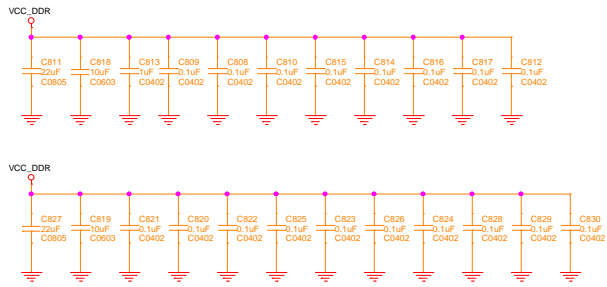 VCC_DDR
C811 C818 C813 C809 C808 C810 C815 C814 C816 C817 C812
22uF 10uF 1uF 0.1uF 0.1uF 0.1uF 0.1uF 0.1uF 0.1uF 0.1uF 0.1uF
C0805 C0603 C0402 C0402 C0402 C0402 C0402 C0402 C0402 C0402 C0402
VCC_DDR
C827 C819 C821 C820 C822 C825 C823 C826 C824 C828 C829 C830
22uF 10uF 0.1uF 0.1uF 0.1uF 0.1uF 0.1uF 0.1uF 0.1uF 0.1uF 0.1uF 0.1uF
C0805 C0603 C0402 C0402 C0402 C0402 C0402 C0402 C0402 C0402 C0402 C0402